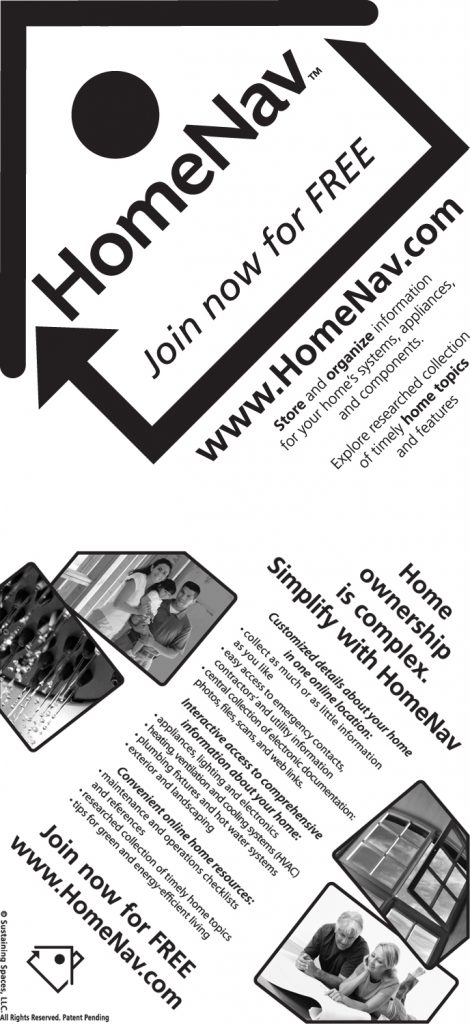 HomeNav™
Join now for FREE
www.HomeNav.com
Store and organize information
for your home's systems, appliances,
and components.
Explore researched collection
of timely home topics
and features
Home
ownership
is complex.
Simplify with HomeNav
Customized details about your home
in one online location:
• collect as much or as little information
as you like
• easy access to emergency contacts,
contractor, and utility information
• central collection of electronic documentation:
photos, files, scans, and web links.
Interactive access to comprehensive
information about your home:
• appliances, lighting and electronics
• heating, ventilation and cooling systems (HVAC)
• plumbing fixtures and hot water systems
• exterior and landscaping
Convenient online home resources:
• maintenance and operations checklists
and references
• researched collection of timely home topics
• tips for green and energy-efficient living
Join now for FREE
www.HomeNav.com
© Sustaining Spaces, LLC.
All Rights Reserved. Patent Pending